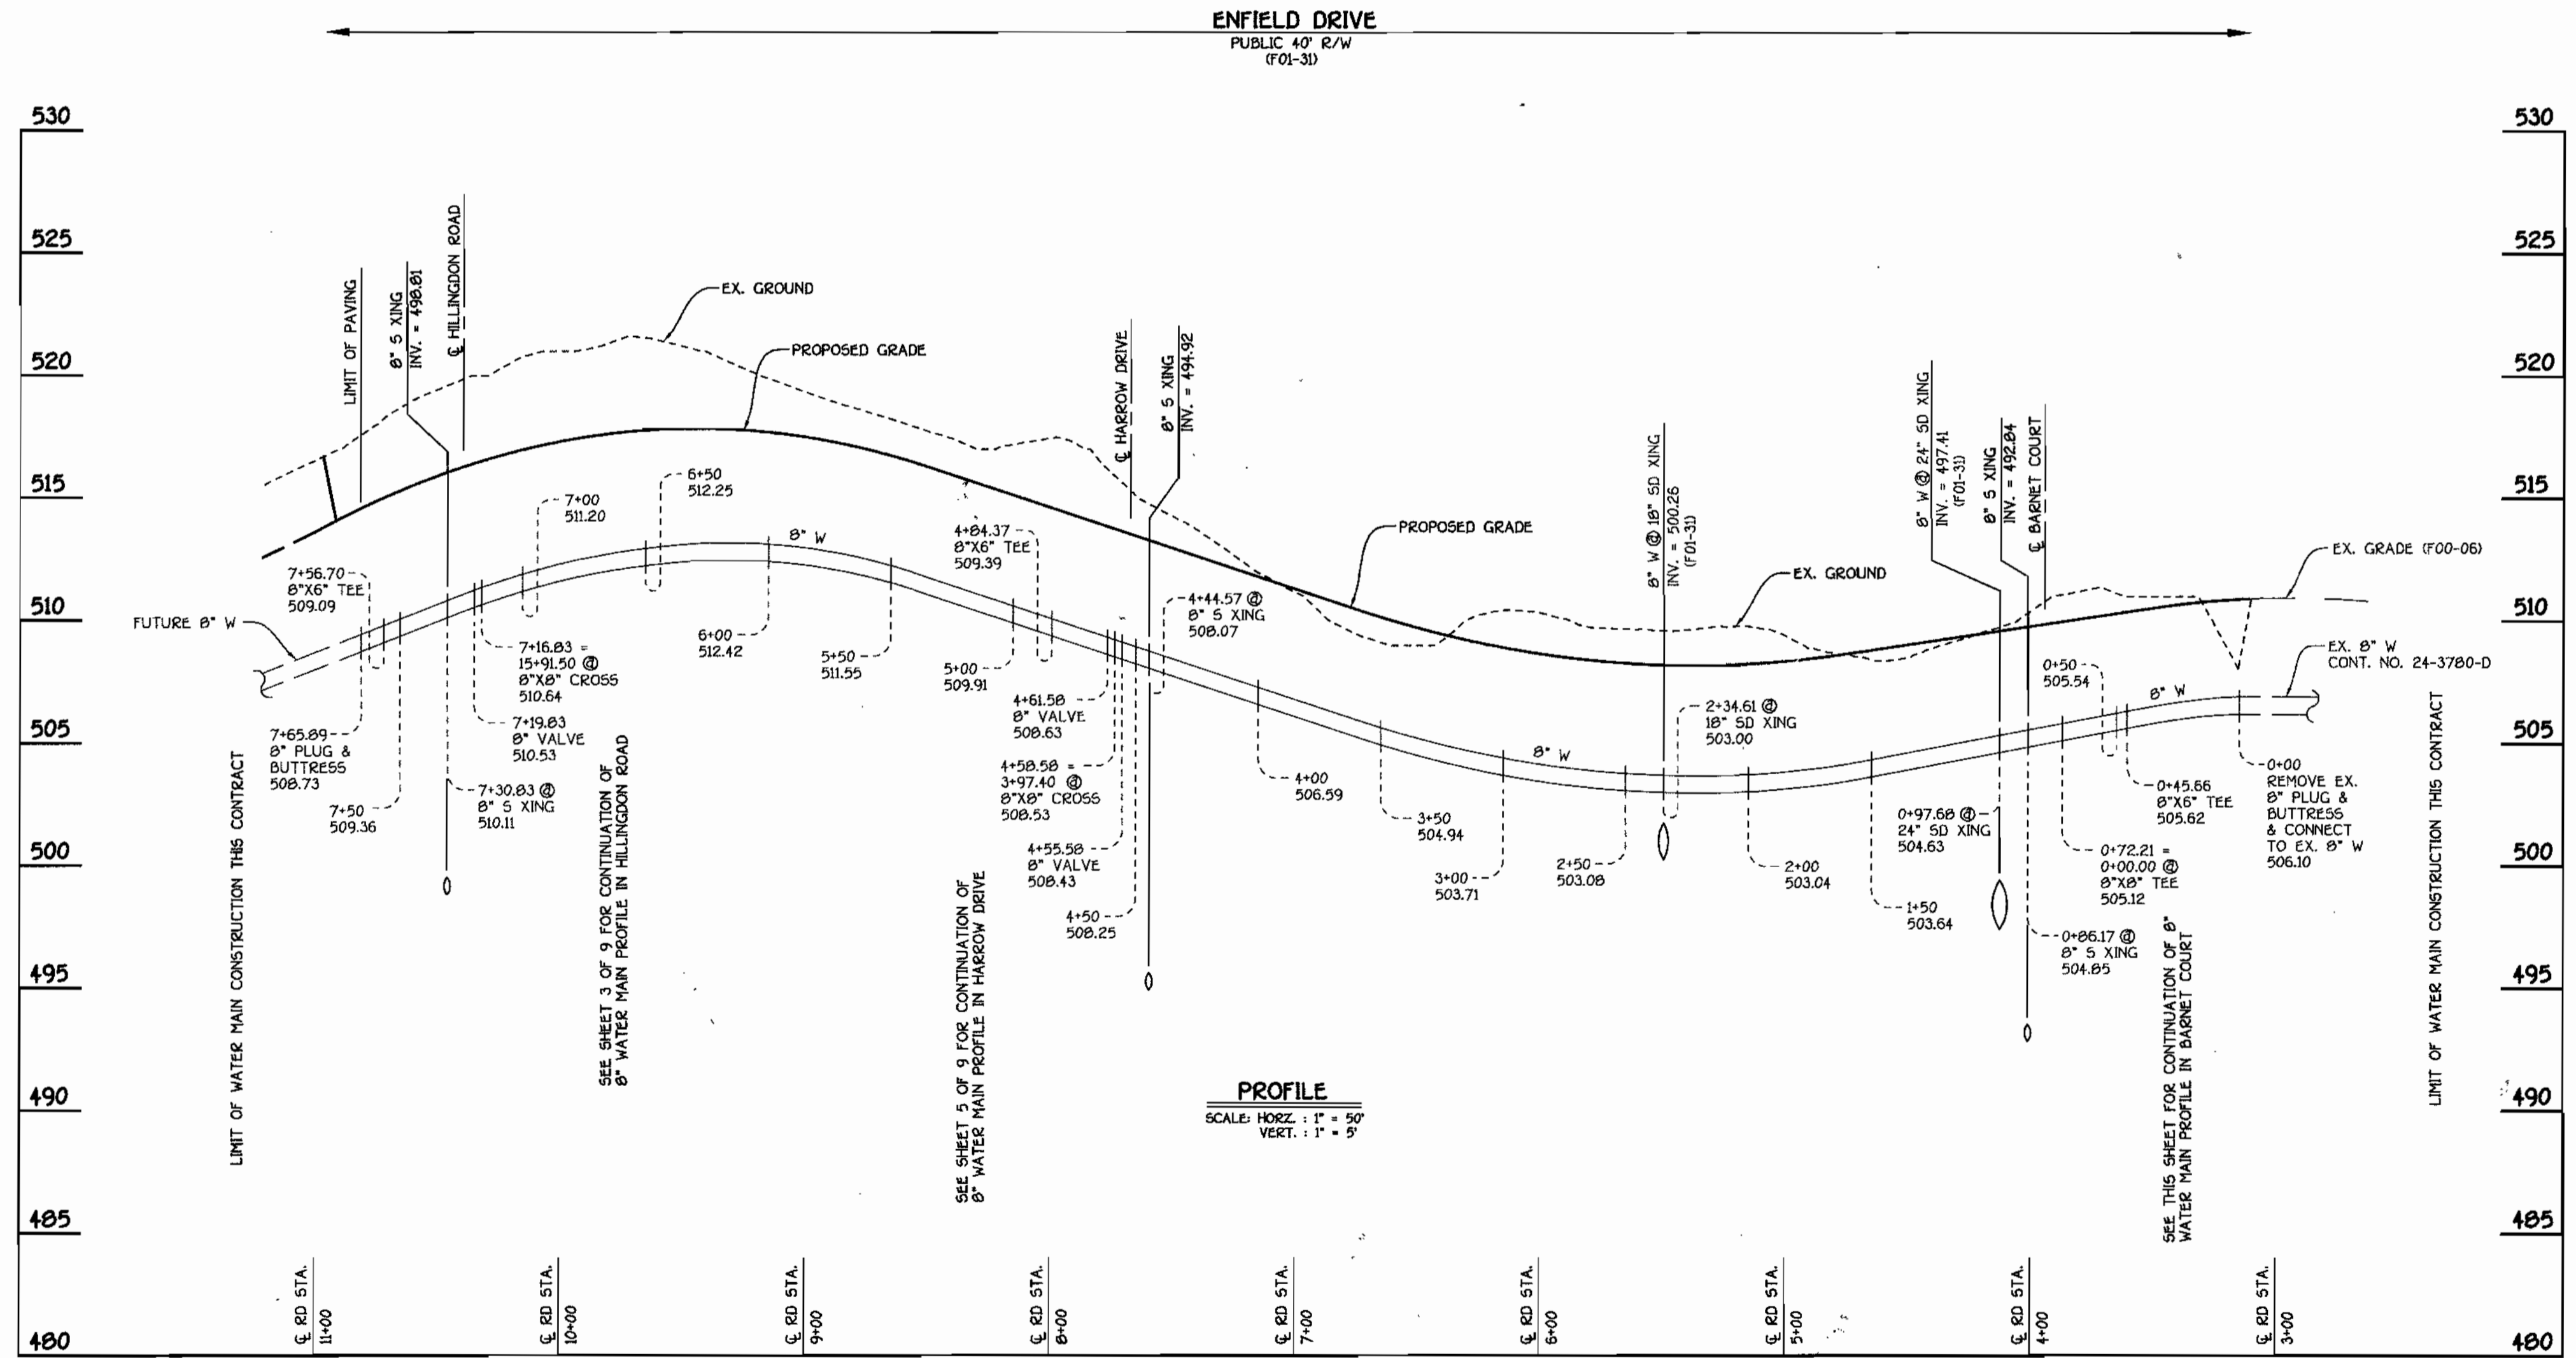 ENFIELD DRIVE
PUBLIC 40' R/W
(F01-31)
530
525
520
515
510
505
500
495
490
485
480
530
525
520
515
510
505
500
495
490
485
480
LIMIT OF PAVING
8" S XING
INV. = 498.81
℄ HILLINGDON ROAD
EX. GROUND
PROPOSED GRADE
℄ HARROW DRIVE
8" S XING
INV. = 494.92
PROPOSED GRADE
8" W @ 18" SD XING
INV. = 500.26
(F01-31)
EX. GROUND
8" W @ 24" SD XING
INV. = 497.41
(F01-31)
8" S XING
INV. = 492.84
℄ BARNET COURT
EX. GRADE (F00-06)
EX. 8" W
CONT. NO. 24-3780-D
FUTURE 8" W
7+56.70
8"X6" TEE
509.09
7+65.89
8" PLUG &
BUTTRESS
508.73
7+50
509.36
7+30.83 @
8" S XING
510.11
7+19.83
8" VALVE
510.53
7+16.83 =
15+91.50 @
8"X8" CROSS
510.64
7+00
511.20
6+50
512.25
8" W
6+00
512.42
5+50
511.55
5+00
509.91
4+84.37
8"X6" TEE
509.39
4+61.58
8" VALVE
508.63
4+58.58 =
3+97.40 @
8"X8" CROSS
508.53
4+55.58
8" VALVE
508.43
4+50
508.25
4+44.57 @
8" S XING
508.07
4+00
506.59
3+50
504.94
3+00
503.71
8" W
2+50
503.08
2+34.61 @
18" SD XING
503.00
2+00
503.04
1+50
503.64
0+97.68 @
24" SD XING
504.63
0+86.17 @
8" S XING
504.85
0+72.21 =
0+00.00 @
8"X8" TEE
505.12
0+50
505.54
8" W
0+45.66
8"X6" TEE
505.62
0+00
REMOVE EX.
8" PLUG &
BUTTRESS
& CONNECT
TO EX. 8" W
506.10
LIMIT OF WATER MAIN CONSTRUCTION THIS CONTRACT
SEE SHEET 3 OF 9 FOR CONTINUATION OF
8" WATER MAIN PROFILE IN HILLINGDON ROAD
SEE SHEET 5 OF 9 FOR CONTINUATION OF
8" WATER MAIN PROFILE IN HARROW DRIVE
SEE THIS SHEET FOR CONTINUATION OF 8"
WATER MAIN PROFILE IN BARNET COURT
LIMIT OF WATER MAIN CONSTRUCTION THIS CONTRACT
PROFILE
SCALE: HORZ. : 1" = 50'
VERT. : 1" = 5'
℄ RD STA.
11+00
℄ RD STA.
10+00
℄ RD STA.
9+00
℄ RD STA.
8+00
℄ RD STA.
7+00
℄ RD STA.
6+00
℄ RD STA.
5+00
℄ RD STA.
4+00
℄ RD STA.
3+00